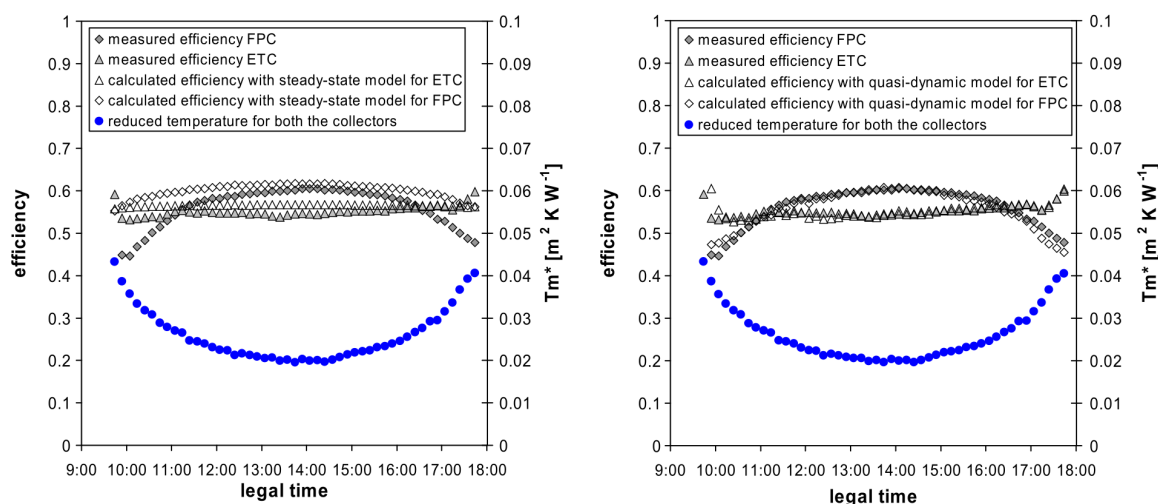 1
0.9
0.8
0.7
0.6
0.5
0.4
0.3
0.2
0.1
0
efficiency
measured efficiency FPC
measured efficiency ETC
calculated efficiency with steady-state model for ETC
calculated efficiency with steady-state model for FPC
reduced temperature for both the collectors
0.1
0.09
0.08
0.07
0.06
0.05
0.04
0.03
0.02
0.01
0
Tm* [m² K W⁻¹]
9:00 10:00 11:00 12:00 13:00 14:00 15:00 16:00 17:00 18:00
legal time
1
0.9
0.8
0.7
0.6
0.5
0.4
0.3
0.2
0.1
0
efficiency
measured efficiency FPC
measured efficiency ETC
calculated efficiency with quasi-dynamic model for ETC
calculated efficiency with quasi-dynamic model for FPC
reduced temperature for both the collectors
0.1
0.09
0.08
0.07
0.06
0.05
0.04
0.03
0.02
0.01
0
Tm* [m² K W⁻¹]
9:00 10:00 11:00 12:00 13:00 14:00 15:00 16:00 17:00 18:00
legal time